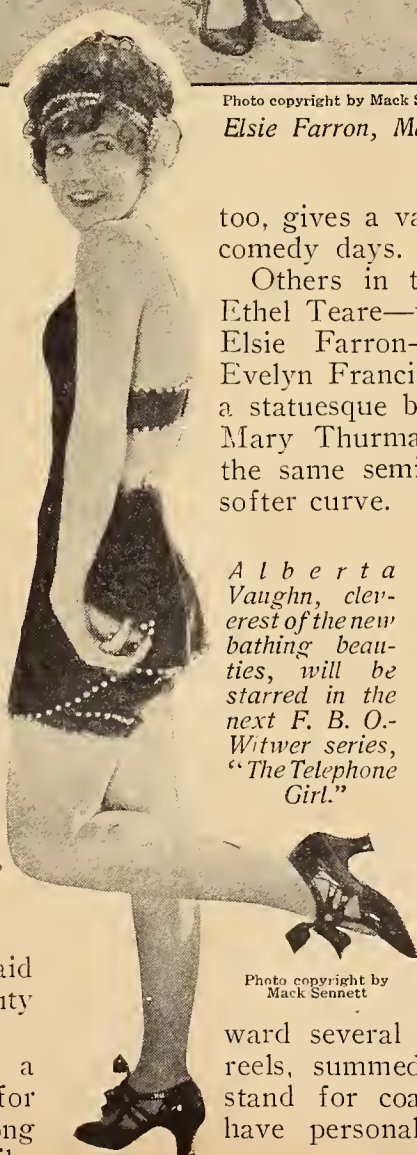 Photo copyright by Mack S
Elsie Farron, Ma
too, gives a va
comedy days.
Others in t
Ethel Teare—
Elsie Farron-
Evelyn Franci
a statuesque b
Mary Thurma
the same semi
softer curve.
Alberta
Vaughn, clev-
erest of the new
bathing beau-
ties, will be
starred in the
next F. B. O.-
Witwer series,
“The Telephone
Girl.”
Photo copyright by
Mack Sennett
aid
ity
a
for
ong
ward several
reels, summed
stand for coa
have personal